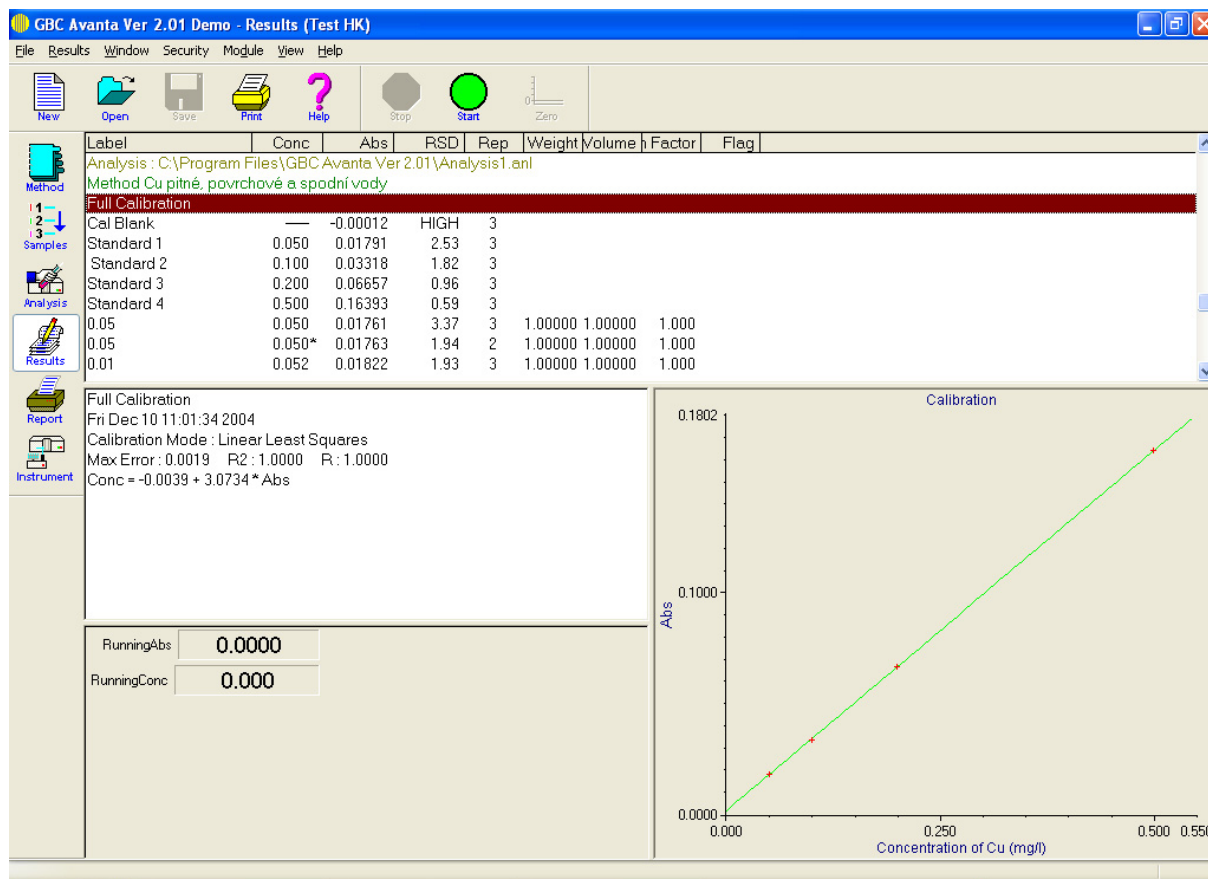 GBC Avanta Ver 2.01 Demo - Results (Test HK)
File Results Window Security Module View Help
New Open Save Print Help Stop Start Zero
Method
Samples
Analysis
Results
Report
Instrument
Label Conc Abs RSD Rep Weight Volume n Factor Flag
Analysis : C:\Program Files\GBC Avanta Ver 2.01\Analysis1.anl
Method Cu pitné, povrchové a spodní vody
Full Calibration
Cal Blank ---- -0.00012 HIGH 3
Standard 1 0.050 0.01791 2.53 3
Standard 2 0.100 0.03318 1.82 3
Standard 3 0.200 0.06657 0.96 3
Standard 4 0.500 0.16393 0.59 3
0.05 0.050 0.01761 3.37 3 1.00000 1.00000 1.000
0.05 0.050* 0.01763 1.94 2 1.00000 1.00000 1.000
0.01 0.052 0.01822 1.93 3 1.00000 1.00000 1.000
Full Calibration
Fri Dec 10 11:01:34 2004
Calibration Mode : Linear Least Squares
Max Error : 0.0019 R2 : 1.0000 R : 1.0000
Conc = -0.0039 + 3.0734 * Abs
RunningAbs 0.0000
RunningConc 0.000
Calibration
0.1802
0.1000
Abs
0.0000
0.000 0.250 0.500 0.550
Concentration of Cu (mg/l)